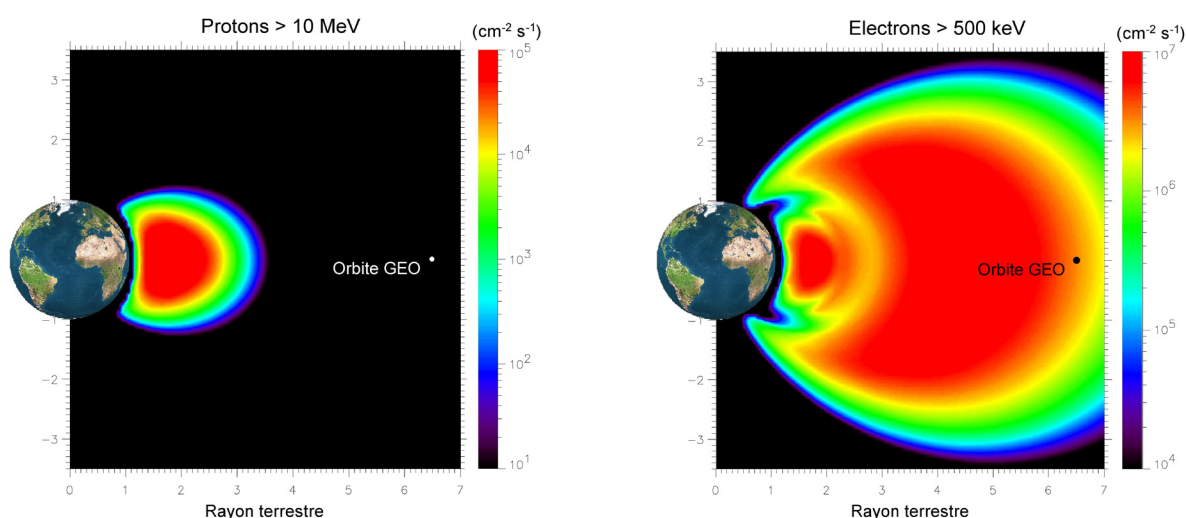 Protons > 10 MeV
(cm⁻² s⁻¹)
10⁵
3
2
10⁴
1
Orbite GEO
10³
-1
-2
10²
-3
10¹
0 1 2 3 4 5 6 7
Rayon terrestre
Electrons > 500 keV
(cm⁻² s⁻¹)
10⁷
3
2
10⁶
1
Orbite GEO
-1
10⁵
-2
-3
10⁴
0 1 2 3 4 5 6 7
Rayon terrestre